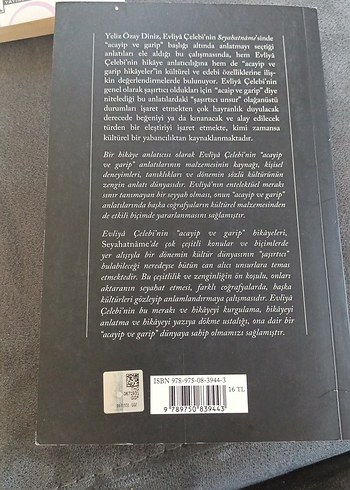 Yeliz Özay Diniz, Evliyâ Çelebi'nin Seyahatnâme'sinde
"acayip ve garip" başlığı altında anlatmayı seçtiği
anlatıları ele aldığı bu çalışmasında, hem Evliyâ
Çelebi'nin hikâye anlatıcılığına hem de "acayip ve
garip hikâyeler"in kültürel ve edebi özelliklerine iliş-
kin değerlendirmelerde bulunuyor. Evliyâ Çelebi'nin
genel olarak şaşırtıcı oldukları için "acaip ve garip" diye
nitelediği bu anlatılardaki "şaşırtıcı unsur" olağanüstü
durumları işaret etmekten çok hayranlık duyulacak
derecede beğeniyi ya da kınanacak ve alay edilecek
türden bir eleştiriyi işaret etmekte, kimi zamansa
kültürel bir yabancılıktan kaynaklanmaktadır.
Bir hikâye anlatıcısı olarak Evliyâ Çelebi'nin "acayip
ve garip" anlatılarının malzemesinin kaynağı, kişisel
deneyimleri, tanıklıkları ve dönemin sözlü kültürünün
zengin anlatı dünyasıdır. Evliyâ'nın entelektüel merakı
sınır tanımayan bir seyyah olması, onun "acayip ve garip"
anlatılarında başka coğrafyaların kültürel malzemesinden
de etkili biçimde yararlanmasını sağlamıştır.
Evliyâ Çelebi'nin "acayip ve garip" hikâyeleri,
Seyahatnâme'de çok çeşitli konular ve biçimlerde
yer alışıyla bir dönemin kültür dünyasının "şaşırtıcı"
bulabileceği neredeyse bütün can alıcı unsurlara temas
etmektedir. Bu çeşitliliğin ve zenginliğin ön koşulu, onları
aktaranın seyahat etmesi, farklı coğrafyalarda, başka
kültürleri gözleyip anlamlandırmaya çalışmasıdır. Evliyâ
Çelebi'nin bu merakı ve hikâyeyi kurgulama, hikâyeyi
anlatma ve hikâyeyi yazıya dökme ustalığı, ona dair bir
"acayip ve garip" dünyaya sahip olmamızı sağlamıştır.
ISBN 978-975-08-3944-3
16 TL
9 789750 839443